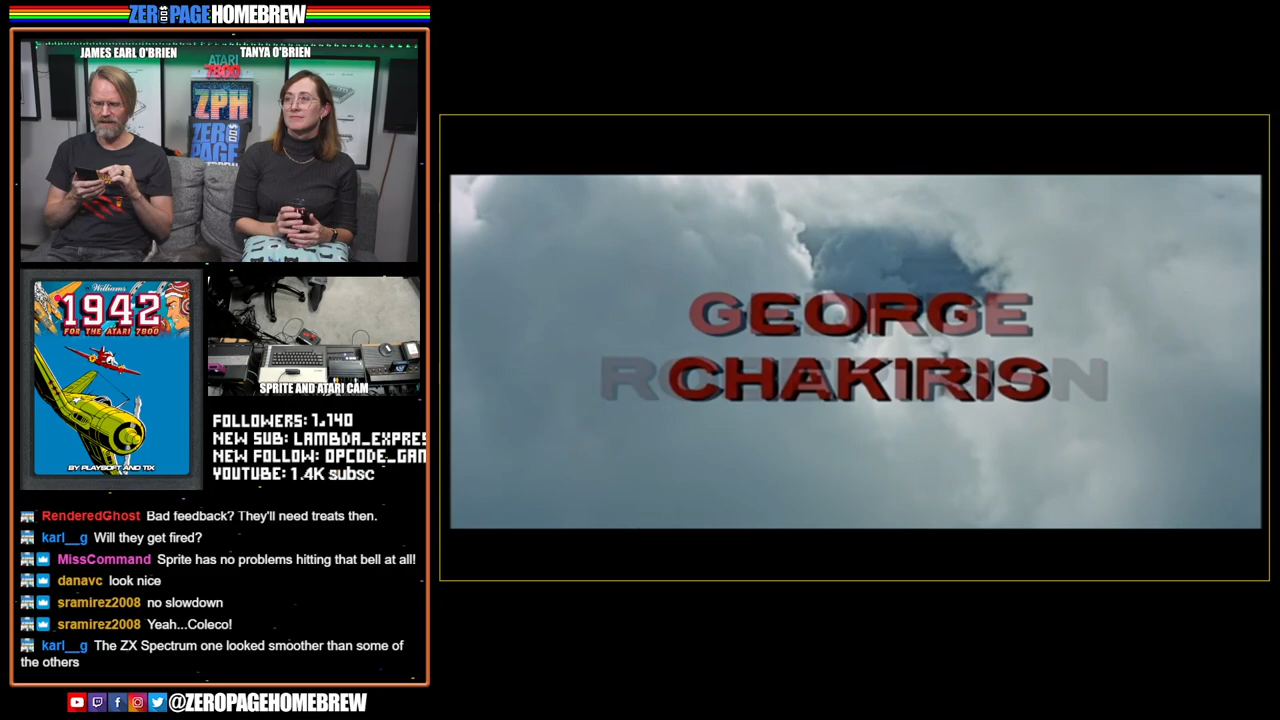 ZERO PAGE HOMEBREW
JAMES EARL O'BRIEN
TANYA O'BRIEN
ATARI
7800
ZPH
ZERO
PAGE
Williams
1942
FOR THE ATARI 7800
BY PLAYSOFT AND TIX
SPRITE AND ATARI CAM
FOLLOWERS: 1,140
NEW SUB: LAMBDA_EXPRES
NEW FOLLOW: OPCODE_GAM
YOUTUBE: 1.4K subsc
RenderedGhost Bad feedback? They'll need treats then.
karl__g Will they get fired?
MissCommand Sprite has no problems hitting that bell at all!
danavc look nice
sramirez2008 no slowdown
sramirez2008 Yeah...Coleco!
karl__g The ZX Spectrum one looked smoother than some of
the others
@ZEROPAGEHOMEBREW
GEORGE
CHAKIRIS